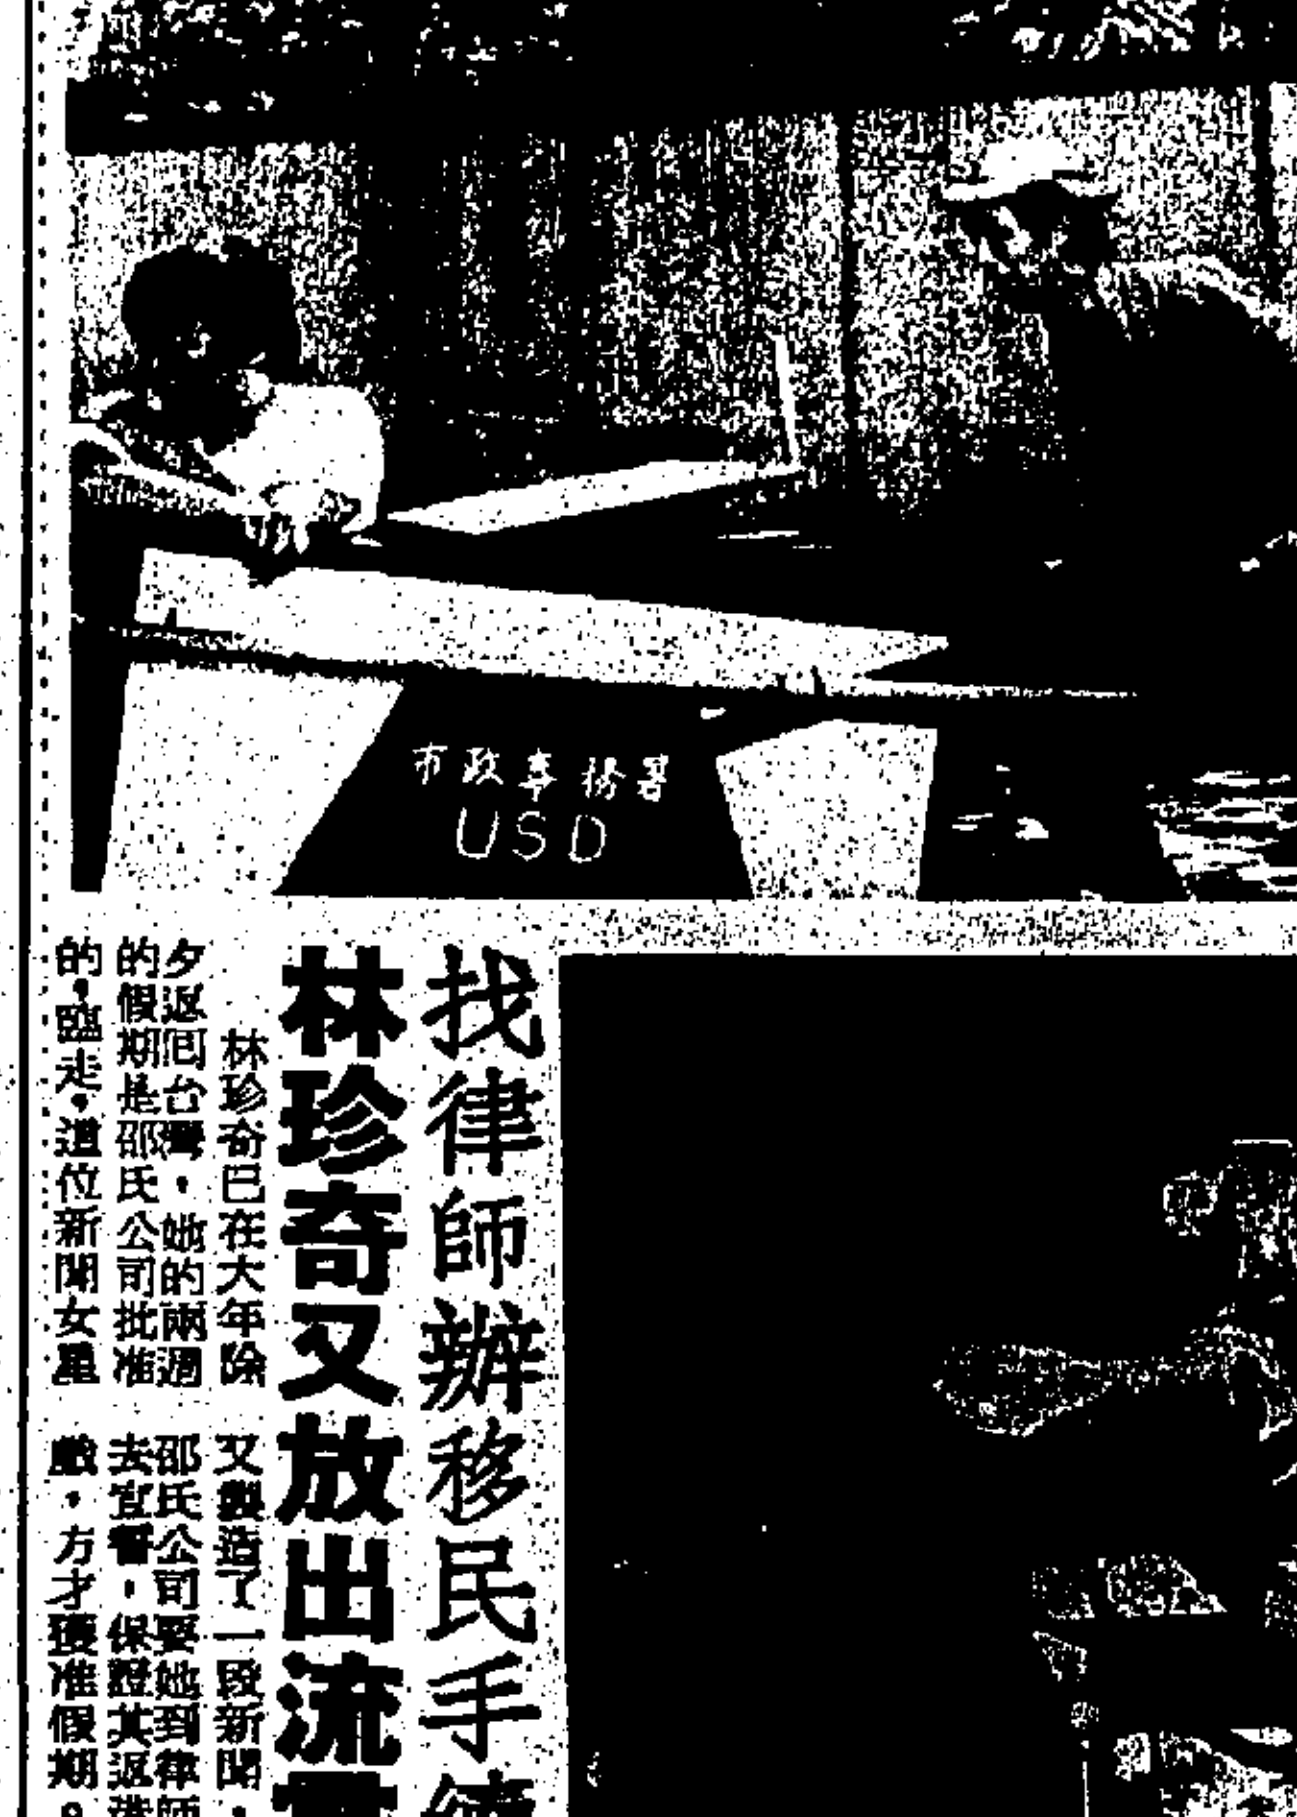 市政事務署
USD
找律師辦移民手續
林珍奇又放出流
林珍奇已在大年除
夕返回台灣，她的兩週
的假期是邵氏公司批准
的，臨走，這位新聞女星
又製造了一段新聞，
邵氏公司要她到律師
去宣誓，保證其返港
戲，方才獲准假期。